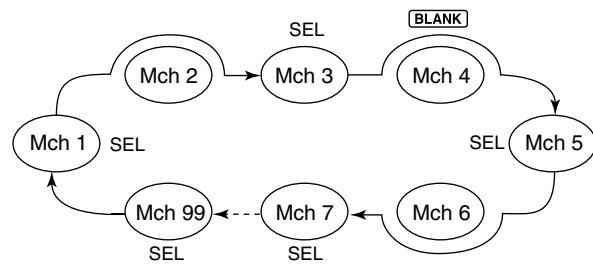 BLANK
SEL
Mch 2
Mch 3
Mch 4
Mch 1
SEL
SEL
Mch 5
Mch 99
Mch 7
Mch 6
SEL
SEL